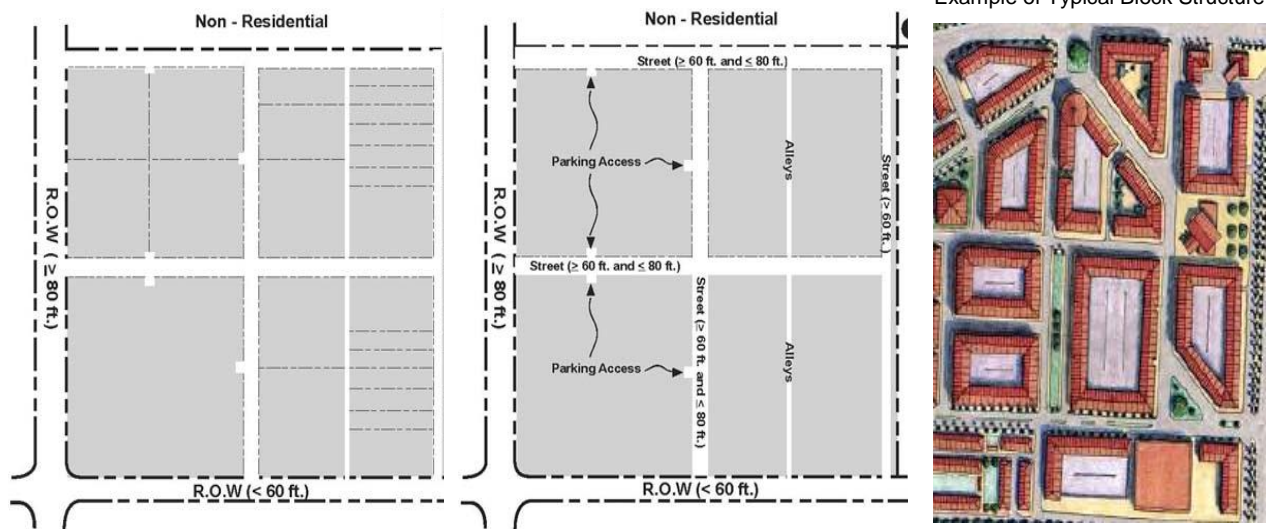 Example of Typical Block Structure
Non - Residential
R.O.W (≥ 80 ft.)
R.O.W (< 60 ft.)
Non - Residential
Street (≥ 60 ft. and ≤ 80 ft.)
Parking Access
Alleys
Street (≥ 60 ft.)
R.O.W (≥ 80 ft.)
Street (≥ 60 ft. and ≤ 80 ft.)
Street (≥ 60 ft. and ≤ 80 ft.)
Parking Access
Alleys
R.O.W (< 60 ft.)